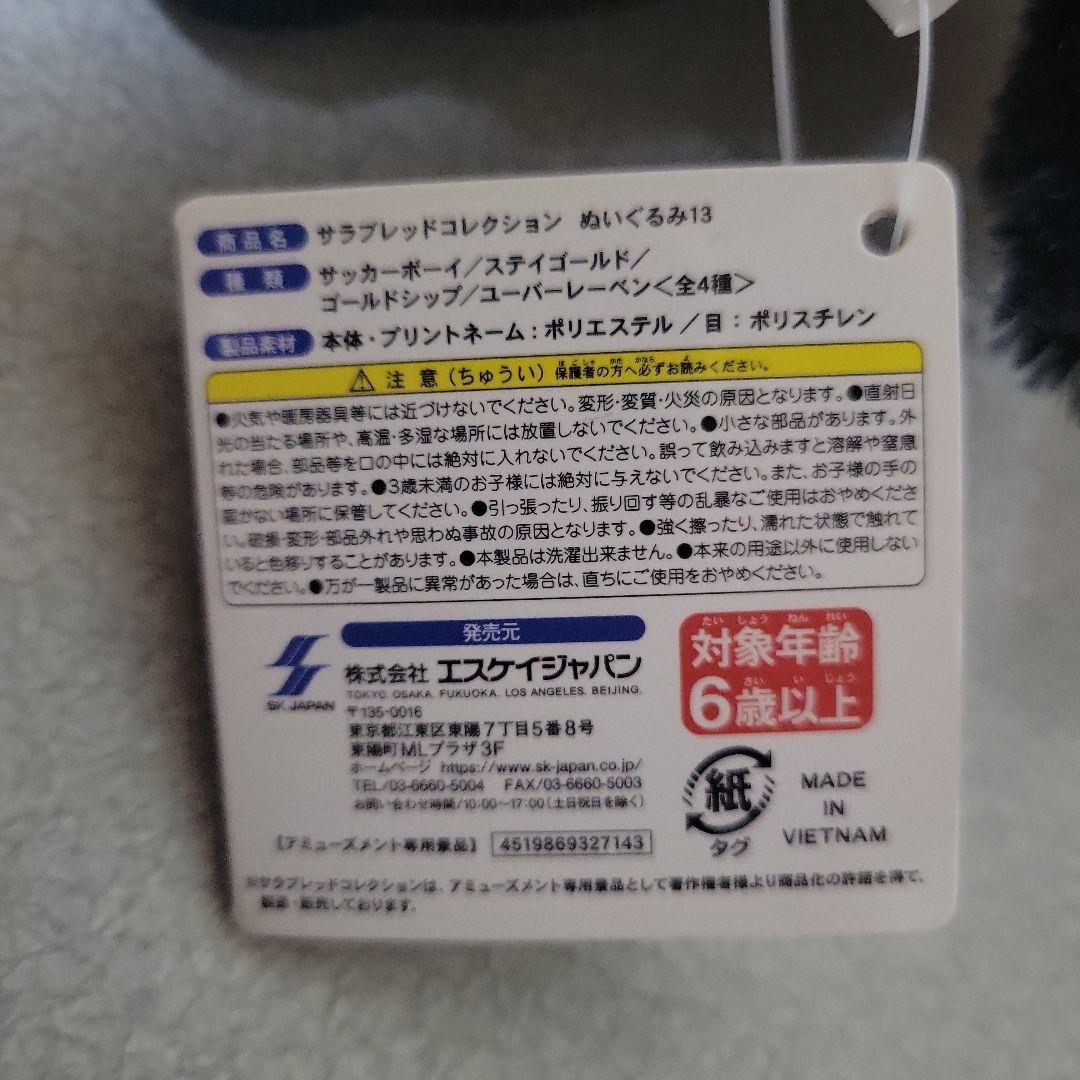 商品名 サラブレッドコレクション ぬいぐるみ13
種類 サッカーボーイ/ステイゴールド/
ゴールドシップ/ユーバーレーベン<全4種>
製品素材 本体・プリントネーム:ポリエステル/目:ポリスチレン
⚠ 注意(ちゅうい)保護者の方へ必ずお読みください。
●火気や暖房器具等には近づけないでください。変形・変質・火災の原因となります。●直射日
光の当たる場所や、高温・多湿な場所には放置しないでください。●小さな部品があります。外
れた場合、部品等を口の中には絶対に入れないでください。誤って飲み込みますと溶解や窒息
等の危険があります。●3歳未満のお子様には絶対に与えないでください。また、お子様の手の
届かない場所に保管してください。●引っ張ったり、振り回す等の乱暴なご使用はおやめくださ
い。破損・変形・部品外れや思わぬ事故の原因となります。●強く擦ったり、濡れた状態で触れて
いると色移りすることがあります。●本製品は洗濯出来ません。●本来の用途以外に使用しない
でください。●万が一製品に異常があった場合は、直ちにご使用をおやめください。
発売元
SK JAPAN
株式会社 エスケイジャパン
TOKYO. OSAKA. FUKUOKA. LOS ANGELES. BEIJING.
〒135-0016
東京都江東区東陽7丁目5番8号
東陽町MLプラザ3F
ホームページ https://www.sk-japan.co.jp/
TEL/03-6660-5004 FAX/03-6660-5003
お問い合わせ時間/10:00~17:00(土日祝日を除く)
たいしょうねんれい
対象年齢
さいいじょう
6歳以上
紙
タグ
MADE
IN
VIETNAM
【アミューズメント専用景品】 4519869327143
※サラブレッドコレクションは、アミューズメント専用景品として著作権者様より商品化の許諾を得て、
製造・販売しております。